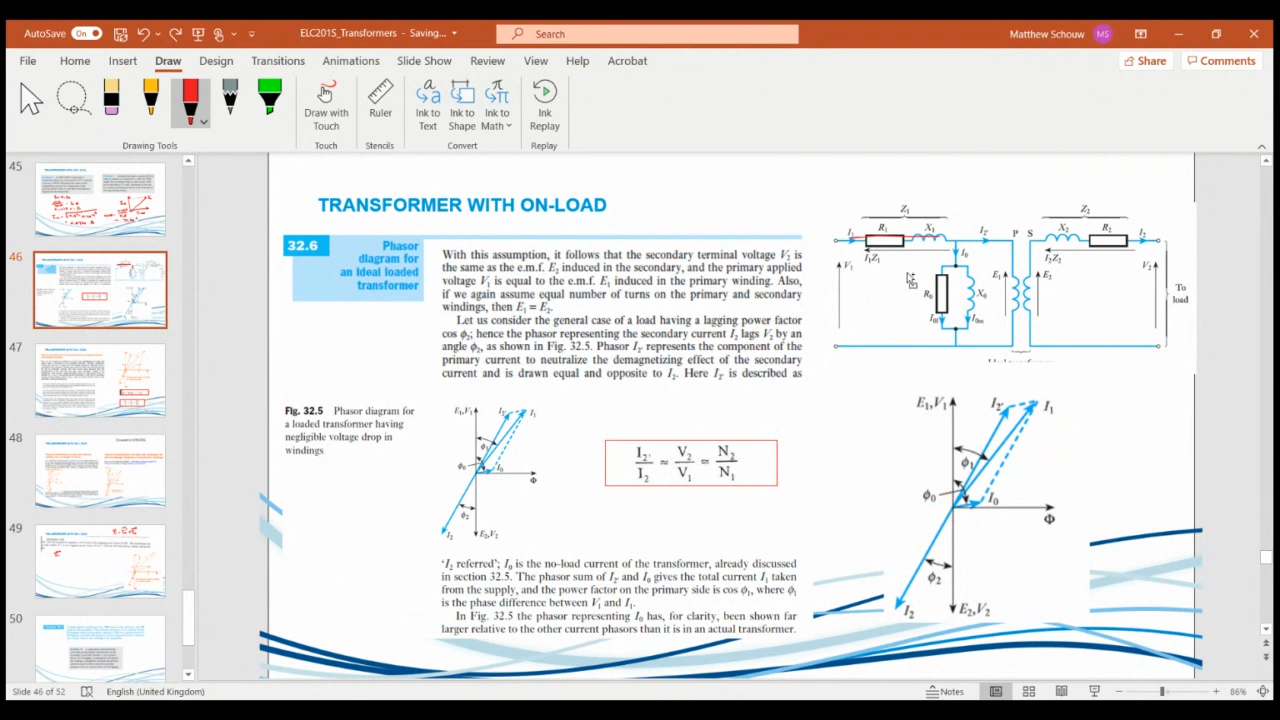 AutoSave On
ELC201S_Transformers - Saving...
Search
Matthew Schouw MS
File Home Insert Draw Design Transitions Animations Slide Show Review View Help Acrobat
Share Comments
Draw with Touch
Ruler
Ink to Text
Ink to Shape
Ink to Math
Ink Replay
Drawing Tools Touch Stencils Convert Replay
45
46
47
48
49
50
TRANSFORMER WITH ON-LOAD
32.6
Phasor
diagram for
an Ideal loaded
transformer
With this assumption, it follows that the secondary terminal voltage V₂ is
the same as the e.m.f. E₂ induced in the secondary, and the primary applied
voltage V₁ is equal to the e.m.f. E₁ induced in the primary winding. Also,
if we again assume equal number of turns on the primary and secondary
windings, then E₁ = E₂.
Let us consider the general case of a load having a lagging power factor
cos ϕ₂; hence the phasor representing the secondary current I₂ lags V₂ by an
angle ϕ₂, as shown in Fig. 32.5. Phasor I₂' represents the component of the
primary current to neutralize the demagnetizing effect of the secondary
current and is drawn equal and opposite to I₂. Here I₂' is described as
Z₁ Z₂
I₁ R₁ X₁ I₂' P S X₂ R₂ I₂
I₁Z₁ I₀ I₂Z₂
V₁ R₀ X₀ E₁ E₂ V₂
To
load
I₀ₘ
Fig. 32.5 Phasor diagram for
a loaded transformer having
negligible voltage drop in
windings
E₁,V₁ I₂' I₁
ϕ₁
ϕ₀ I₀
Φ
ϕ₂
I₂ E₂,V₂
I₂'/I₂ ≈ V₂/V₁ = N₂/N₁
E₁,V₁ I₂' I₁
ϕ₁
ϕ₀ I₀
Φ
ϕ₂
I₂ E₂,V₂
'I₂ referred'; I₀ is the no-load current of the transformer, already discussed
in section 32.5. The phasor sum of I₂' and I₀ gives the total current I₁ taken
from the supply, and the power factor on the primary side is cos ϕ₁, where ϕ₁
is the phase difference between V₁ and I₁.
In Fig. 32.5 the phasor representing I₀ has, for clarity, been shown far
larger relative to the other current phasors than it is in an actual transformer.
Slide 46 of 52 English (United Kingdom) Notes 86%